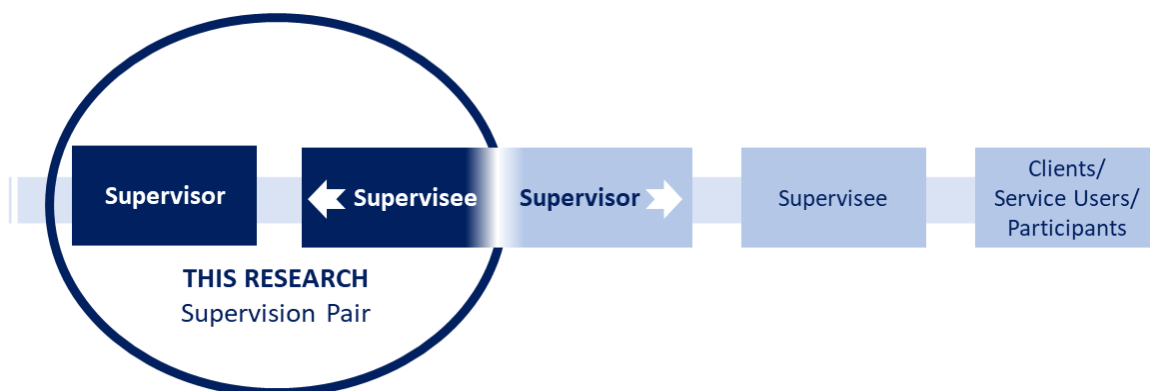 Supervisor
Supervisee
Supervisor
Supervisee
Clients/
Service Users/
Participants
THIS RESEARCH
Supervision Pair